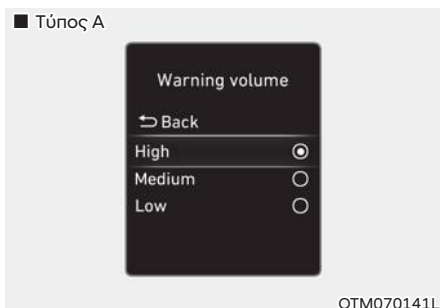 ■ Τύπος A
Warning volume
⮌ Back
High
Medium
Low
OTM070141L